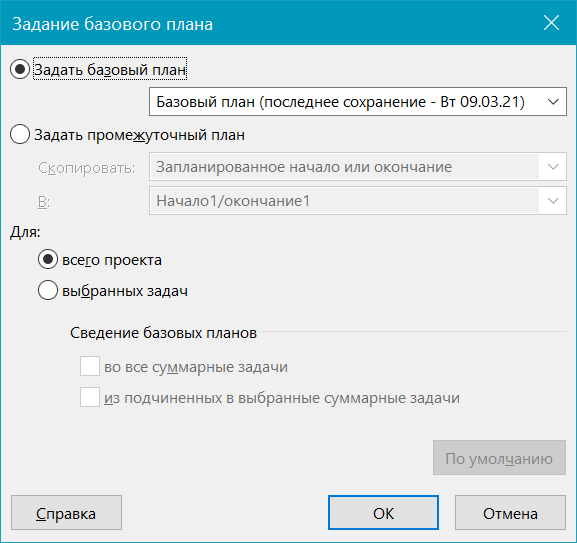 Задание базового плана
Задать базовый план
Базовый план (последнее сохранение - Вт 09.03.21)
Задать промежуточный план
Скопировать: Запланированное начало или окончание
В: Начало1/окончание1
Для:
всего проекта
выбранных задач
Сведение базовых планов
во все суммарные задачи
из подчиненных в выбранные суммарные задачи
По умолчанию
Справка ОК Отмена